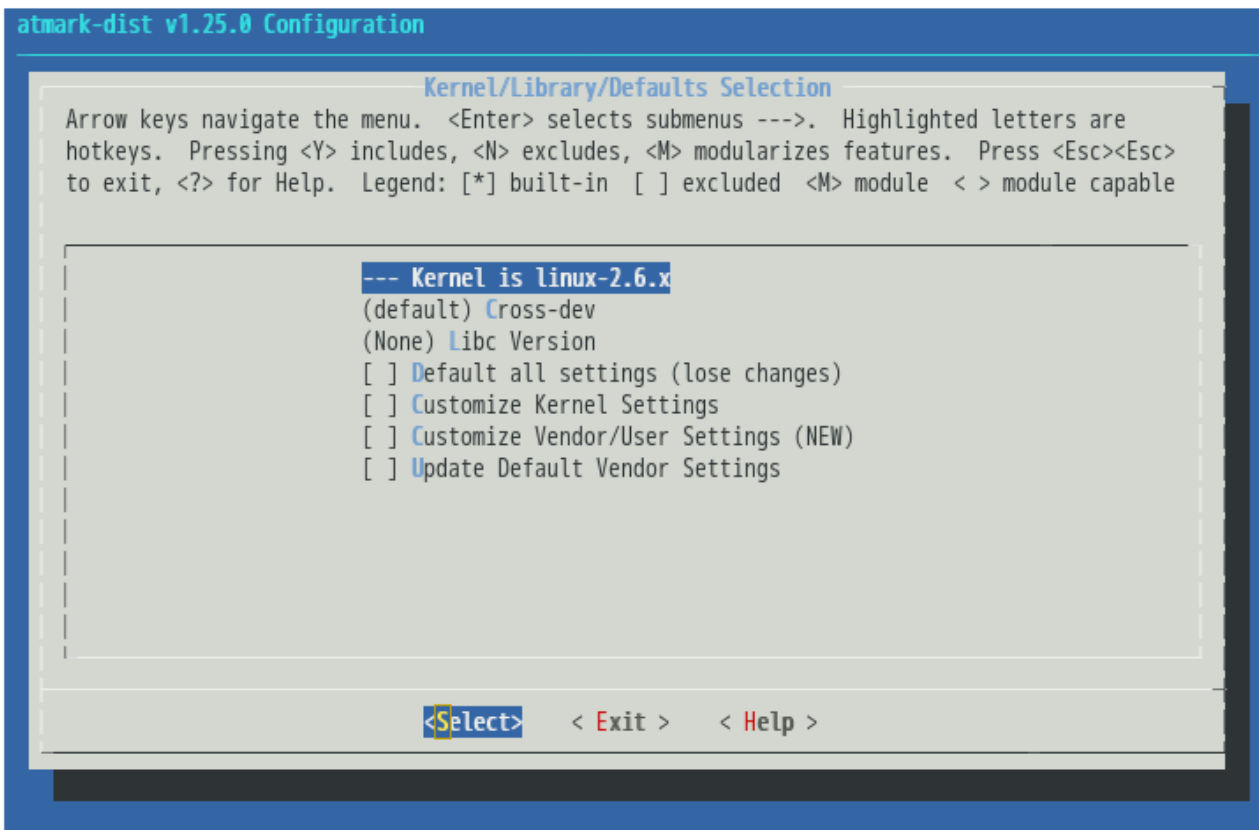 atmark-dist v1.25.0 Configuration
Kernel/Library/Defaults Selection
Arrow keys navigate the menu.  <Enter> selects submenus --->.  Highlighted letters are
hotkeys.  Pressing <Y> includes, <N> excludes, <M> modularizes features.  Press <Esc><Esc>
to exit, <?> for Help.  Legend: [*] built-in  [ ] excluded  <M> module  < > module capable
--- Kernel is linux-2.6.x
(default) Cross-dev
(None) Libc Version
[ ] Default all settings (lose changes)
[ ] Customize Kernel Settings
[ ] Customize Vendor/User Settings (NEW)
[ ] Update Default Vendor Settings
<Select>    < Exit >    < Help >